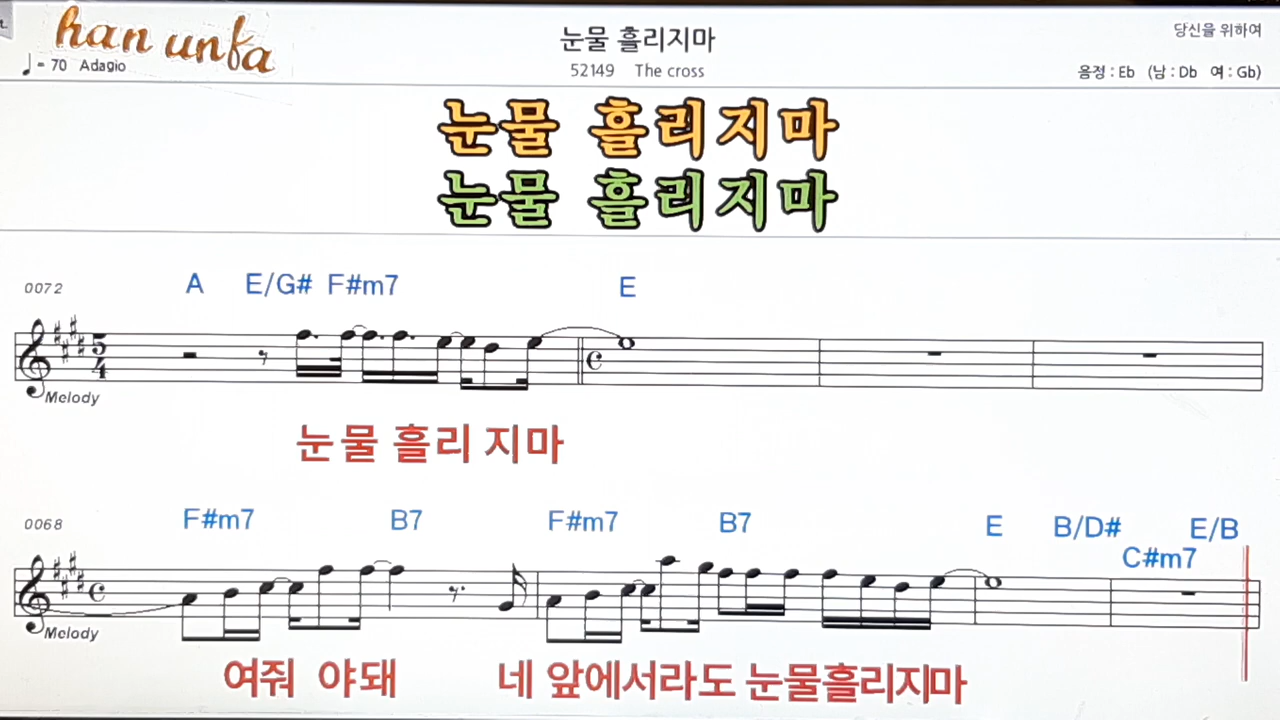 han unfa
눈물 흘리지마
당신을 위하여
♩= 70 Adagio
52149 The cross
음정 : Eb (남 : Db 여 : Gb)
눈물 흘리지마
눈물 흘리지마
0072 A E/G# F#m7 E
5/4
Melody
눈물 흘리 지마
0068 F#m7 B7 F#m7 B7 E B/D# E/B
C#m7
Melody
여줘 야돼 네 앞에서라도 눈물흘리지마